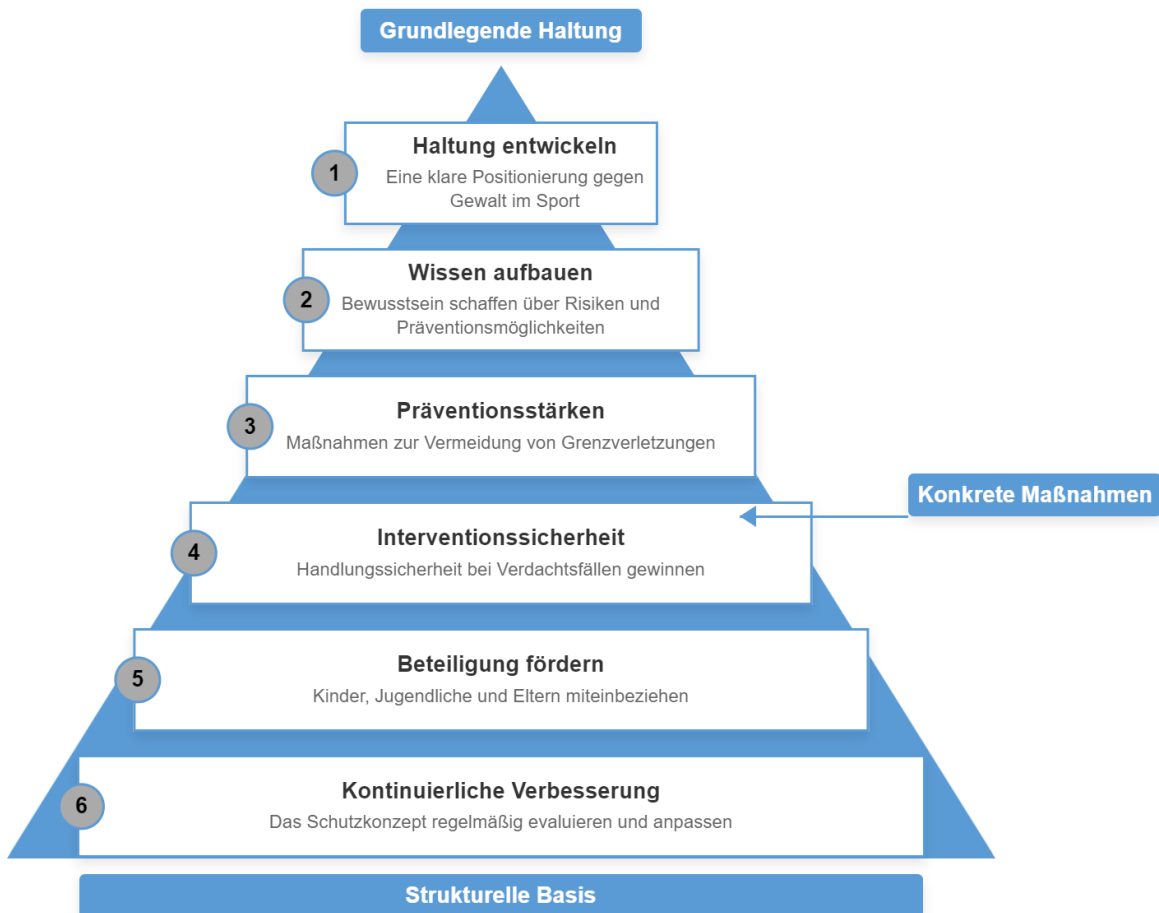 Grundlegende Haltung
1
Haltung entwickeln
Eine klare Positionierung gegen
Gewalt im Sport
2
Wissen aufbauen
Bewusstsein schaffen über Risiken und
Präventionsmöglichkeiten
3
Präventionsstärken
Maßnahmen zur Vermeidung von Grenzverletzungen
Konkrete Maßnahmen
4
Interventionssicherheit
Handlungssicherheit bei Verdachtsfällen gewinnen
5
Beteiligung fördern
Kinder, Jugendliche und Eltern miteinbeziehen
6
Kontinuierliche Verbesserung
Das Schutzkonzept regelmäßig evaluieren und anpassen
Strukturelle Basis